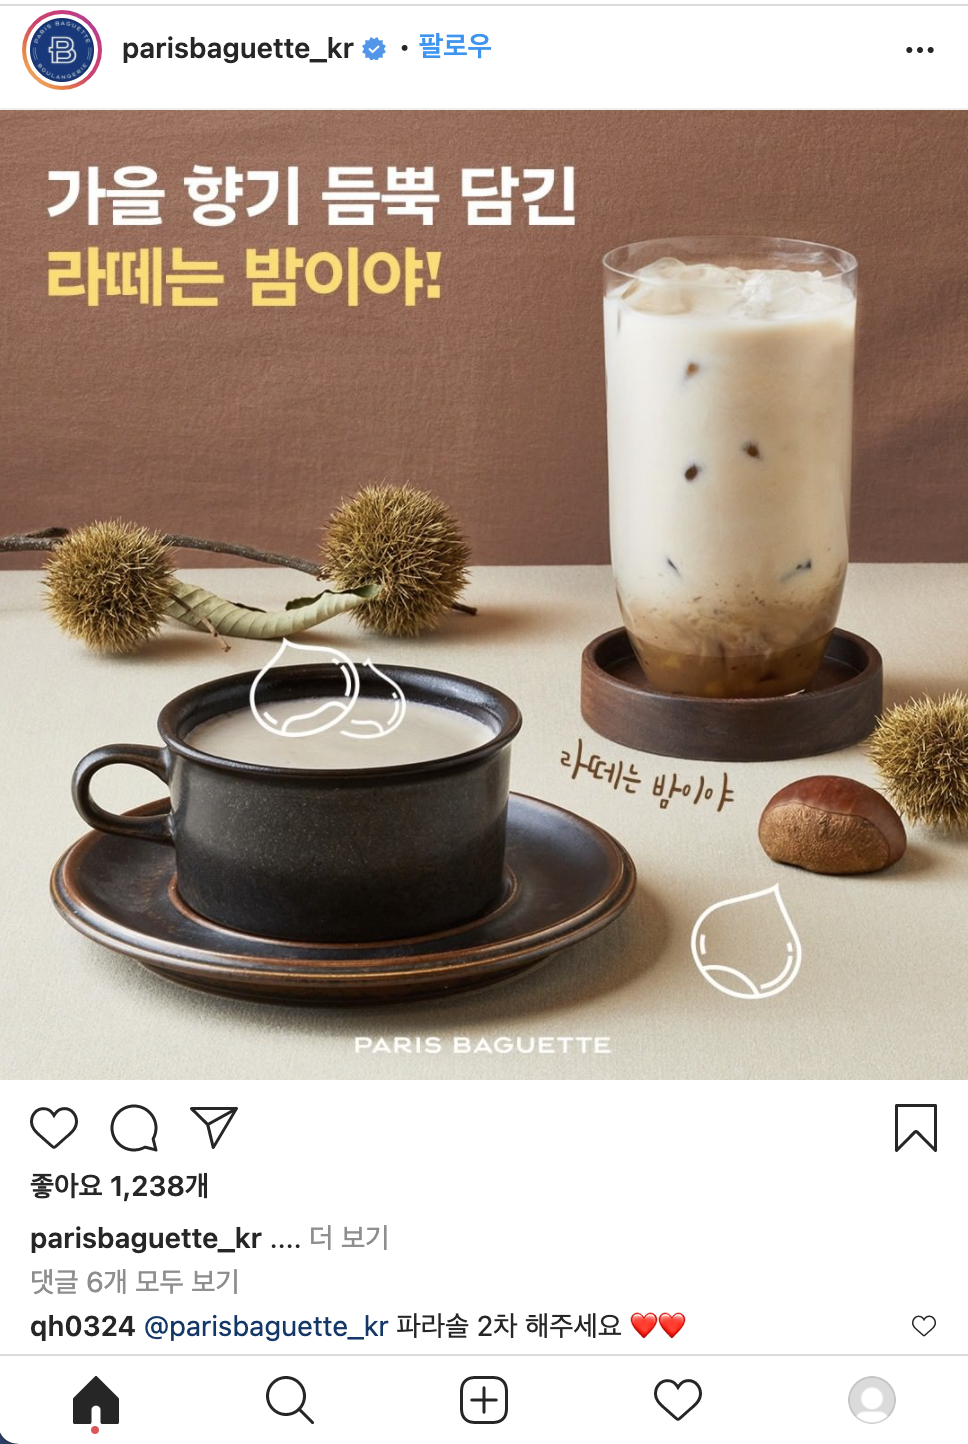 PARIS BAGUETTE
B
BOULANGERIE
parisbaguette_kr • 팔로우
가을 향기 듬뿍 담긴
라떼는 밤이야!
라떼는 밤이야
PARIS BAGUETTE
좋아요 1,238개
parisbaguette_kr .... 더 보기
댓글 6개 모두 보기
qh0324 @parisbaguette_kr 파라솔 2차 해주세요 ❤️❤️